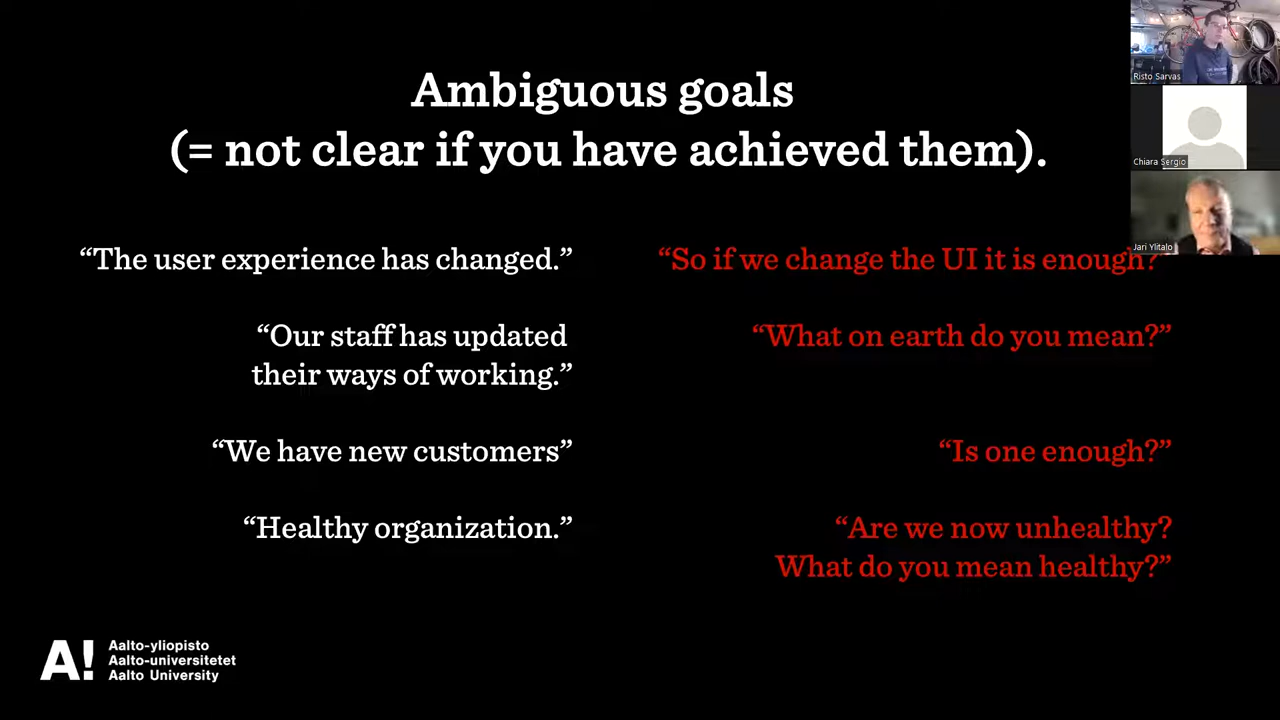 Ambiguous goals
(= not clear if you have achieved them).
“The user experience has changed.”
“So if we change the UI it is enough?”
“Our staff has updated
their ways of working.”
“What on earth do you mean?”
“We have new customers”
“Is one enough?”
“Healthy organization.”
“Are we now unhealthy?
What do you mean healthy?”
A!
Aalto-yliopisto
Aalto-universitetet
Aalto University
Risto Sarvas
Chiara Sergio
Jari Ylitalo